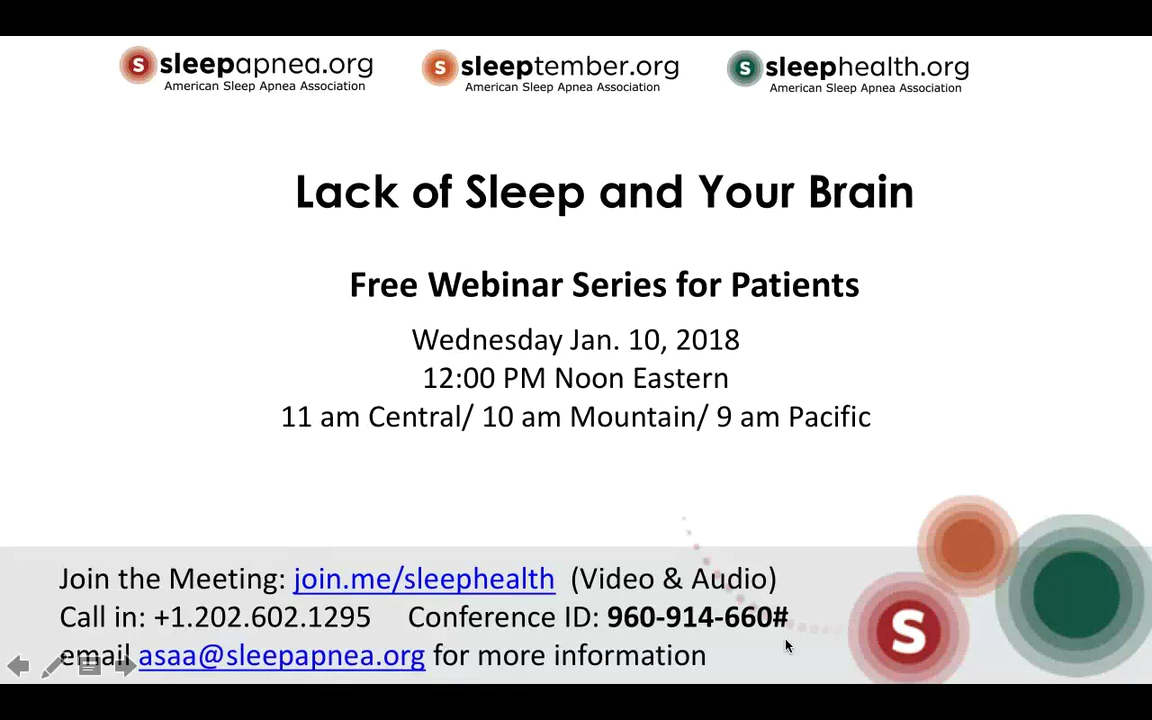 S sleepapnea.org
American Sleep Apnea Association
S sleeptember.org
American Sleep Apnea Association
S sleephealth.org
American Sleep Apnea Association
Lack of Sleep and Your Brain
Free Webinar Series for Patients
Wednesday Jan. 10, 2018
12:00 PM Noon Eastern
11 am Central/ 10 am Mountain/ 9 am Pacific
Join the Meeting: join.me/sleephealth (Video & Audio)
Call in: +1.202.602.1295 Conference ID: 960-914-660#
email asaa@sleepapnea.org for more information
S